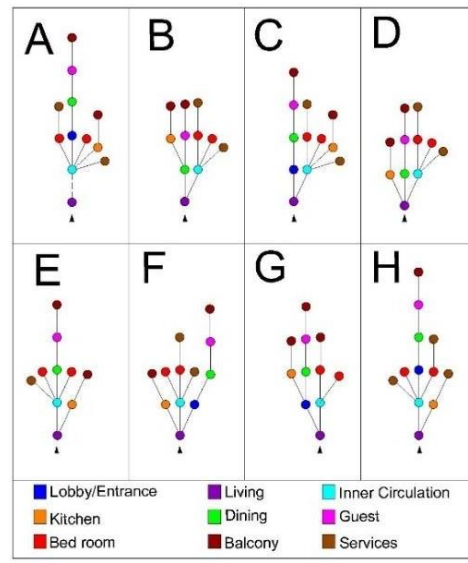 A B C D
E F G H
Lobby/Entrance Living Inner Circulation
Kitchen Dining Guest
Bed room Balcony Services